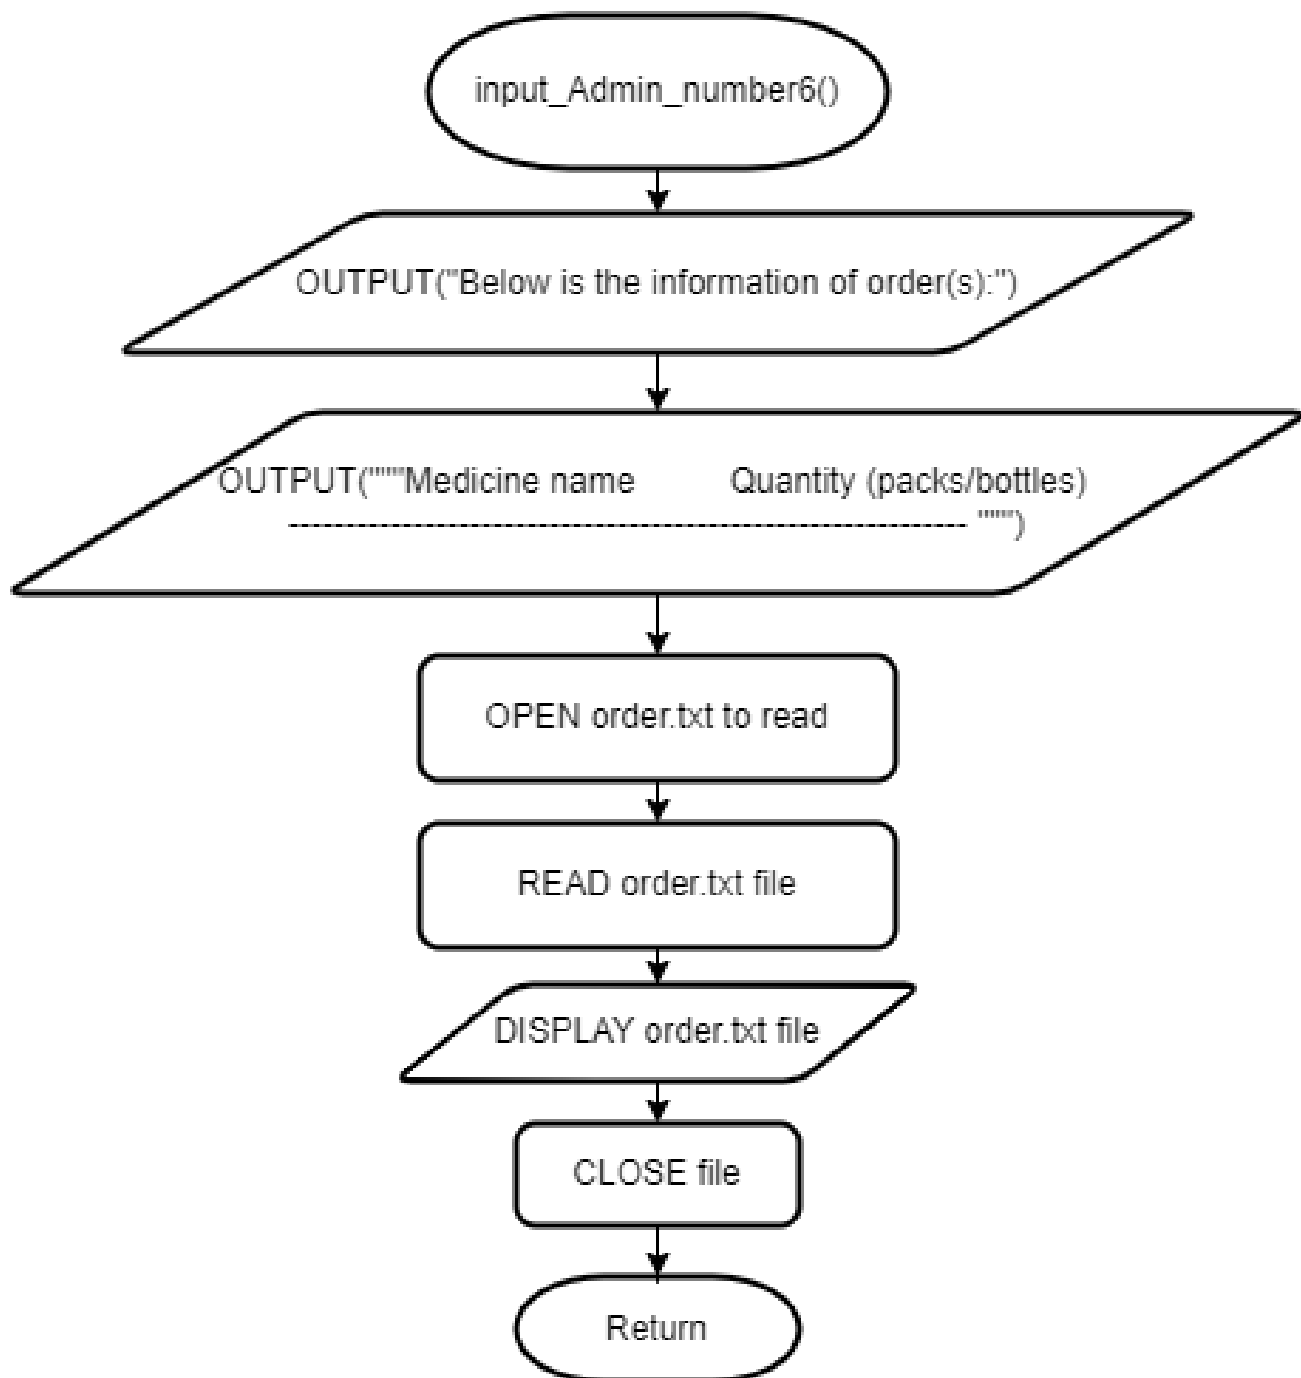 input_Admin_number6()
OUTPUT("Below is the information of order(s):")
OUTPUT("""Medicine name Quantity (packs/bottles)
------------------------------------------------------------ """)
OPEN order.txt to read
READ order.txt file
DISPLAY order.txt file
CLOSE file
Return